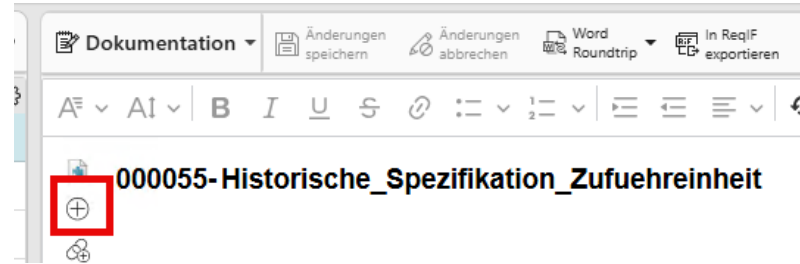 Dokumentation
Änderungen
speichern
Änderungen
abbrechen
Word
Roundtrip
In ReqIF
exportieren
B I U S
000055-Historische_Spezifikation_Zufuehreinheit